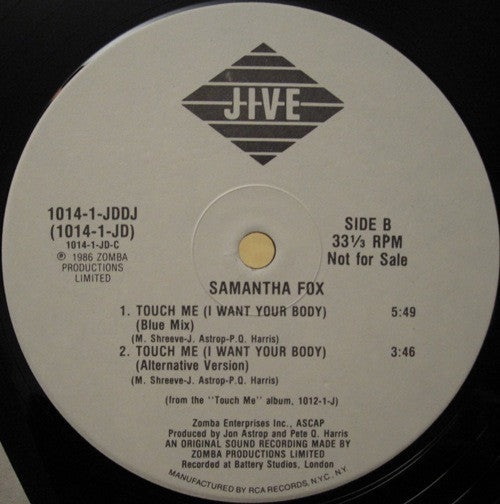 JIVE
1014-1-JDDJ
(1014-1-JD)
1014-1-JD-C
℗ 1986 ZOMBA
PRODUCTIONS
LIMITED
SIDE B
33⅓ RPM
Not for Sale
SAMANTHA FOX
1. TOUCH ME (I WANT YOUR BODY) 5:49
(Blue Mix)
(M. Shreeve-J. Astrop-P.Q. Harris)
2. TOUCH ME (I WANT YOUR BODY) 3:46
(Alternative Version)
(M. Shreeve-J. Astrop-P.Q. Harris)
(from the "Touch Me" album, 1012-1-J)
Zomba Enterprises Inc., ASCAP
Produced by Jon Astrop and Pete Q. Harris
AN ORIGINAL SOUND RECORDING MADE BY
ZOMBA PRODUCTIONS LIMITED
Recorded at Battery Studios, London
MANUFACTURED BY RCA RECORDS, N.Y.C., N.Y.